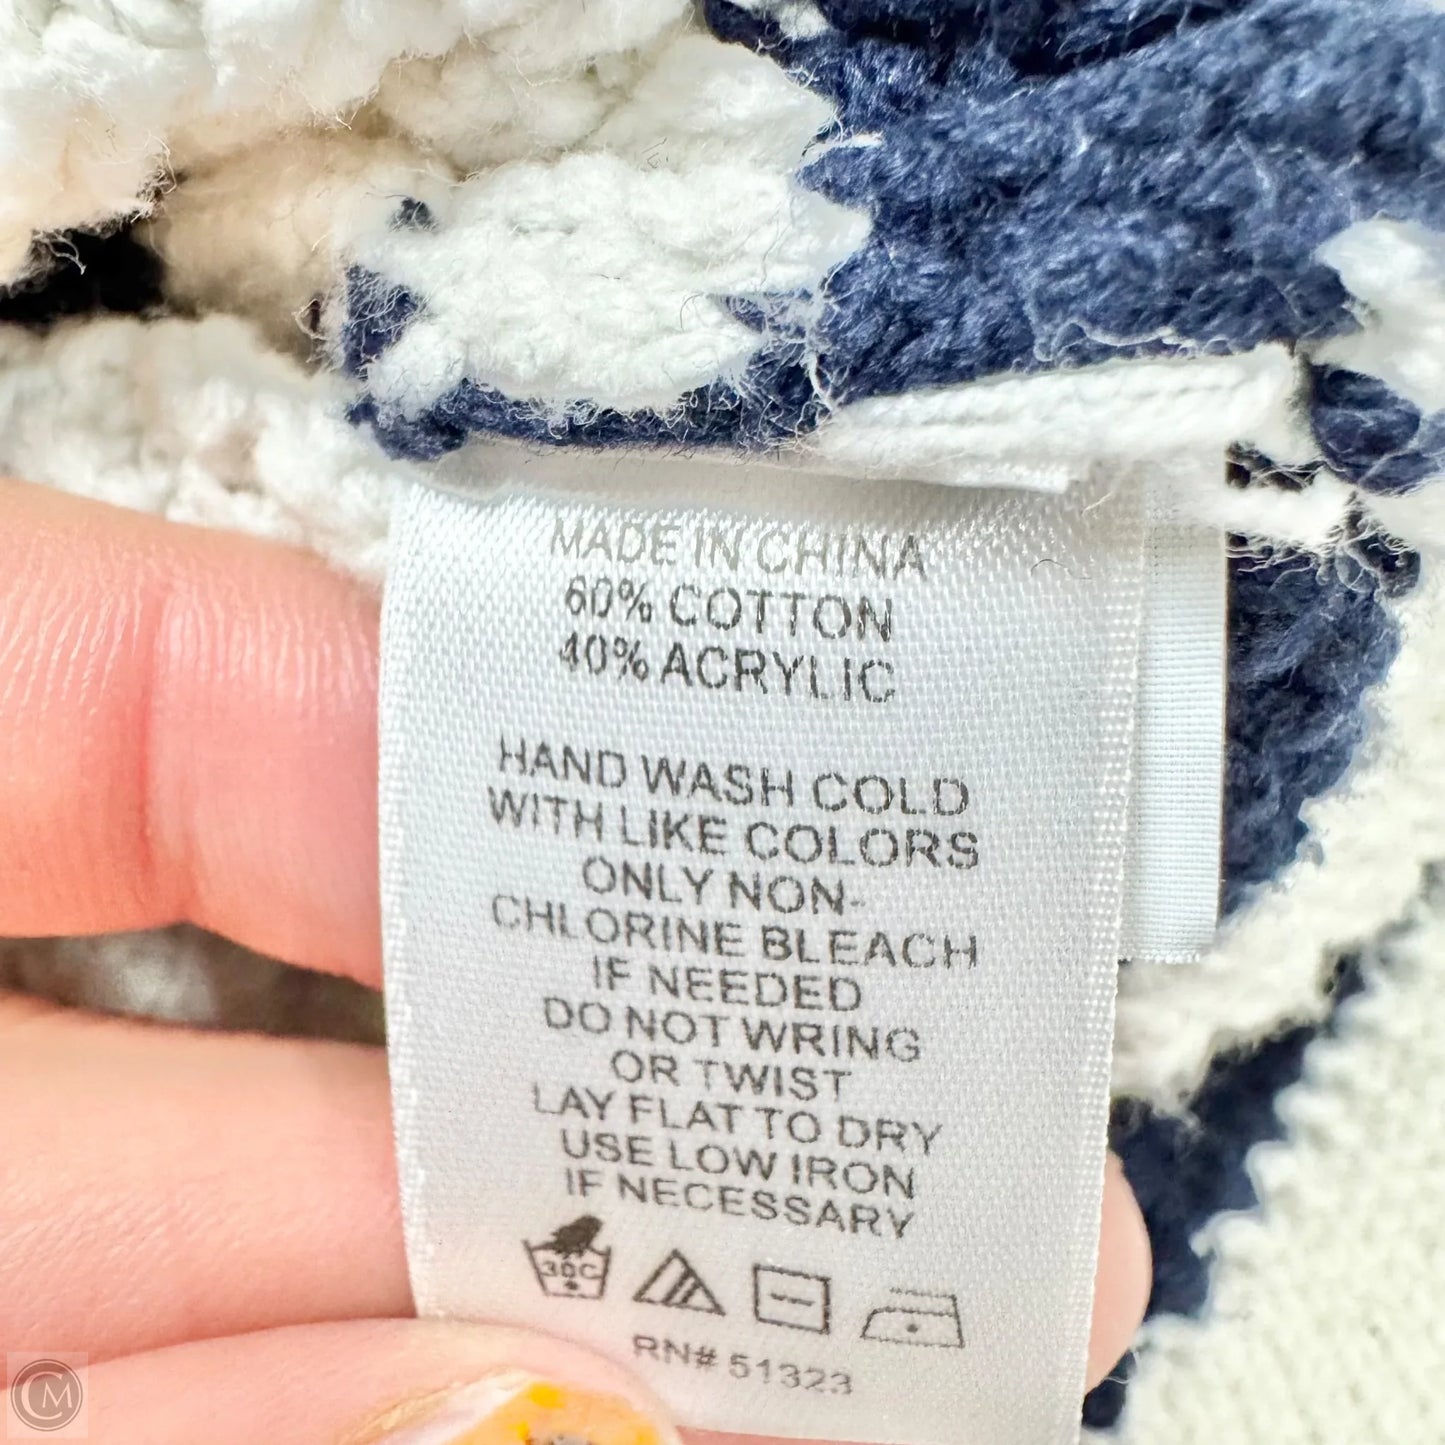 MADE IN CHINA
60% COTTON
40% ACRYLIC
HAND WASH COLD
WITH LIKE COLORS
ONLY NON-
CHLORINE BLEACH
IF NEEDED
DO NOT WRING
OR TWIST
LAY FLAT TO DRY
USE LOW IRON
IF NECESSARY
30C
RN# 51323
CM